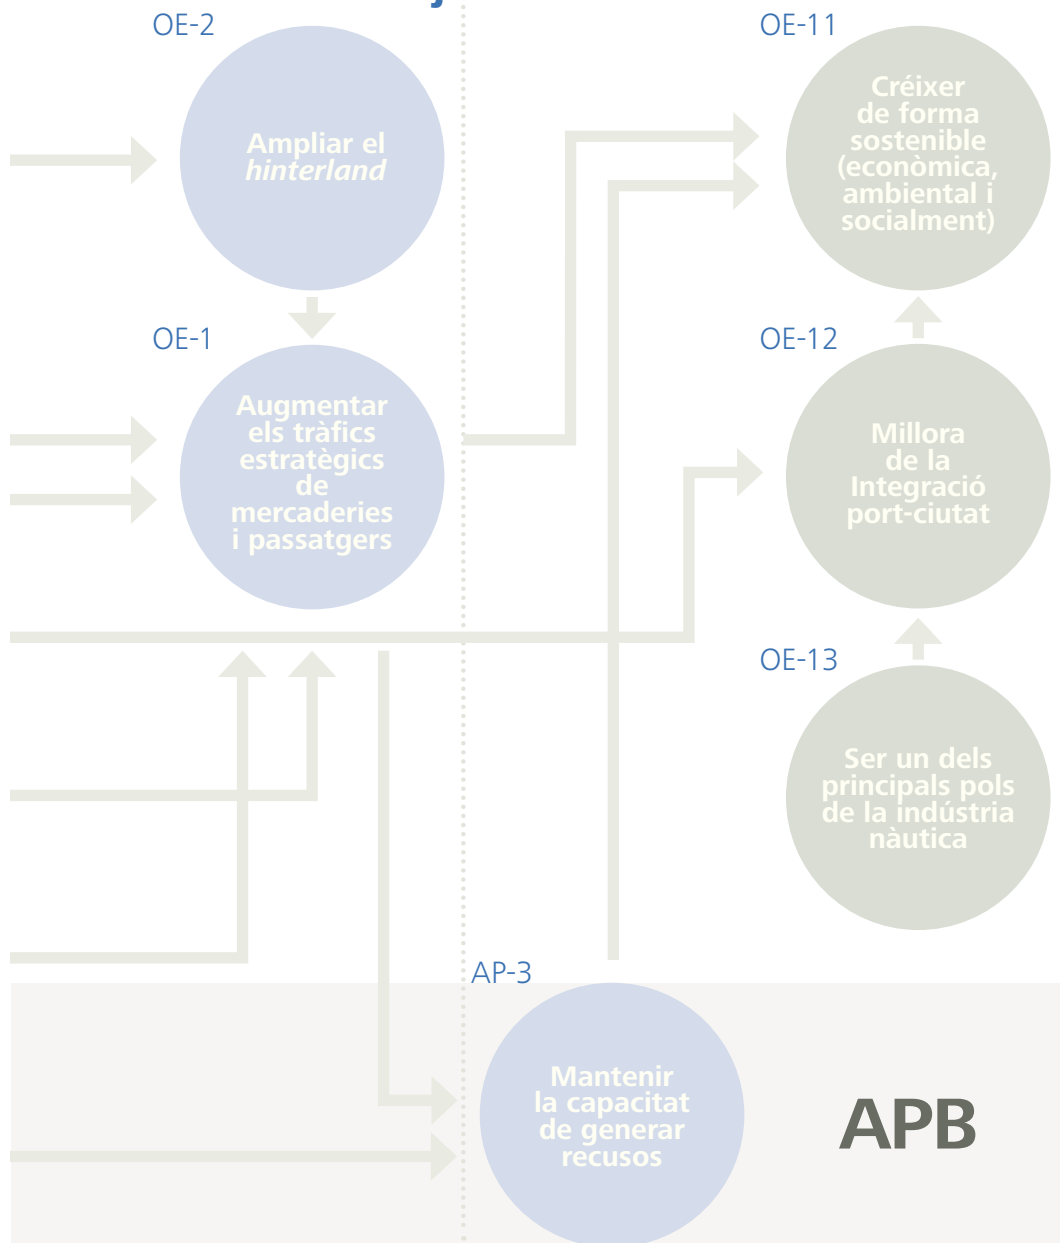 OE-2
Ampliar el
hinterland
OE-1
Augmentar
els tràfics
estratègics
de
mercaderies
i passatgers
OE-11
Créixer
de forma
sostenible
(econòmica,
ambiental i
socialment)
OE-12
Millora
de la
Integració
port-ciutat
OE-13
Ser un dels
principals pols
de la indústria
nàutica
AP-3
Mantenir
la capacitat
de generar
recusos
APB